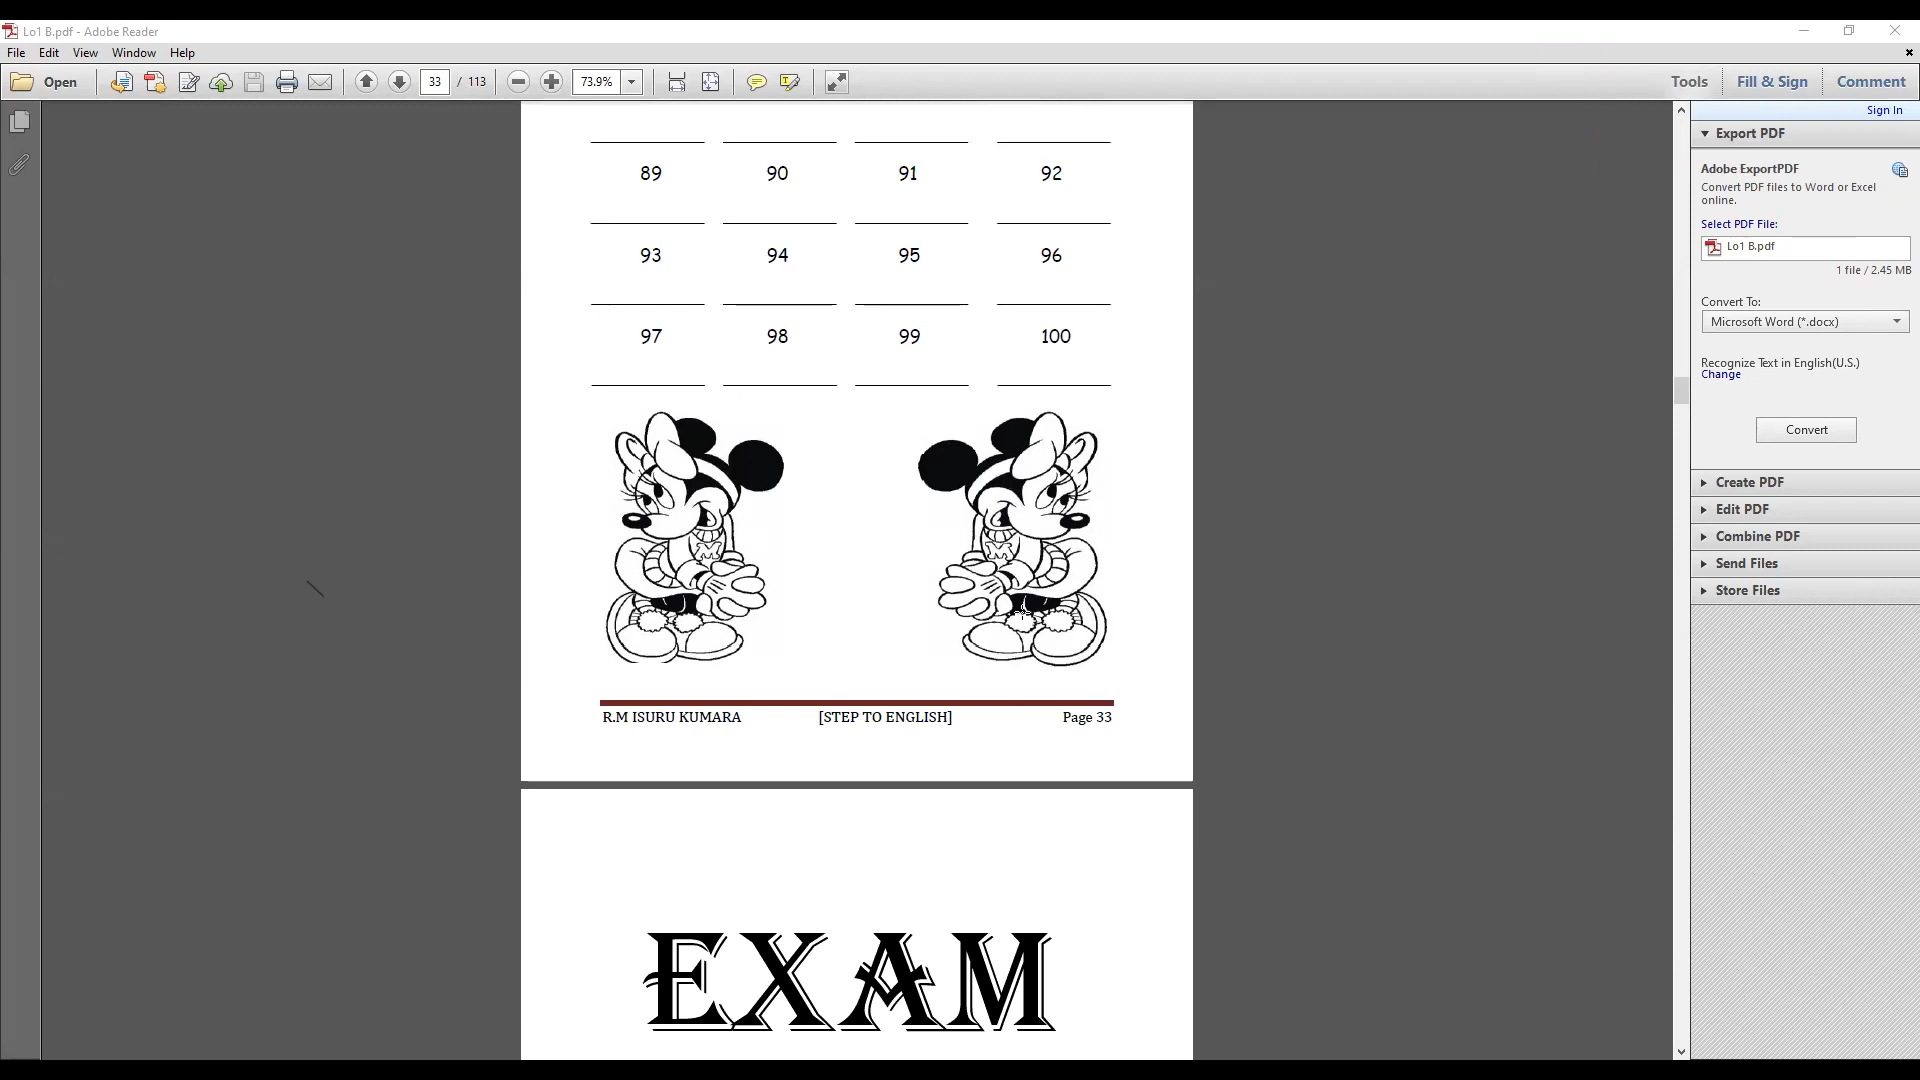 Lo1 B.pdf - Adobe Reader
File Edit View Window Help
Open 33 / 113 73.9% Tools Fill & Sign Comment
Sign In
Export PDF
Adobe ExportPDF
Convert PDF files to Word or Excel
online.
Select PDF File:
Lo1 B.pdf
1 file / 2.45 MB
Convert To:
Microsoft Word (*.docx)
Recognize Text in English(U.S.)
Change
Convert
Create PDF
Edit PDF
Combine PDF
Send Files
Store Files
89 90 91 92
93 94 95 96
97 98 99 100
M M
R.M ISURU KUMARA [STEP TO ENGLISH] Page 33
EXAM